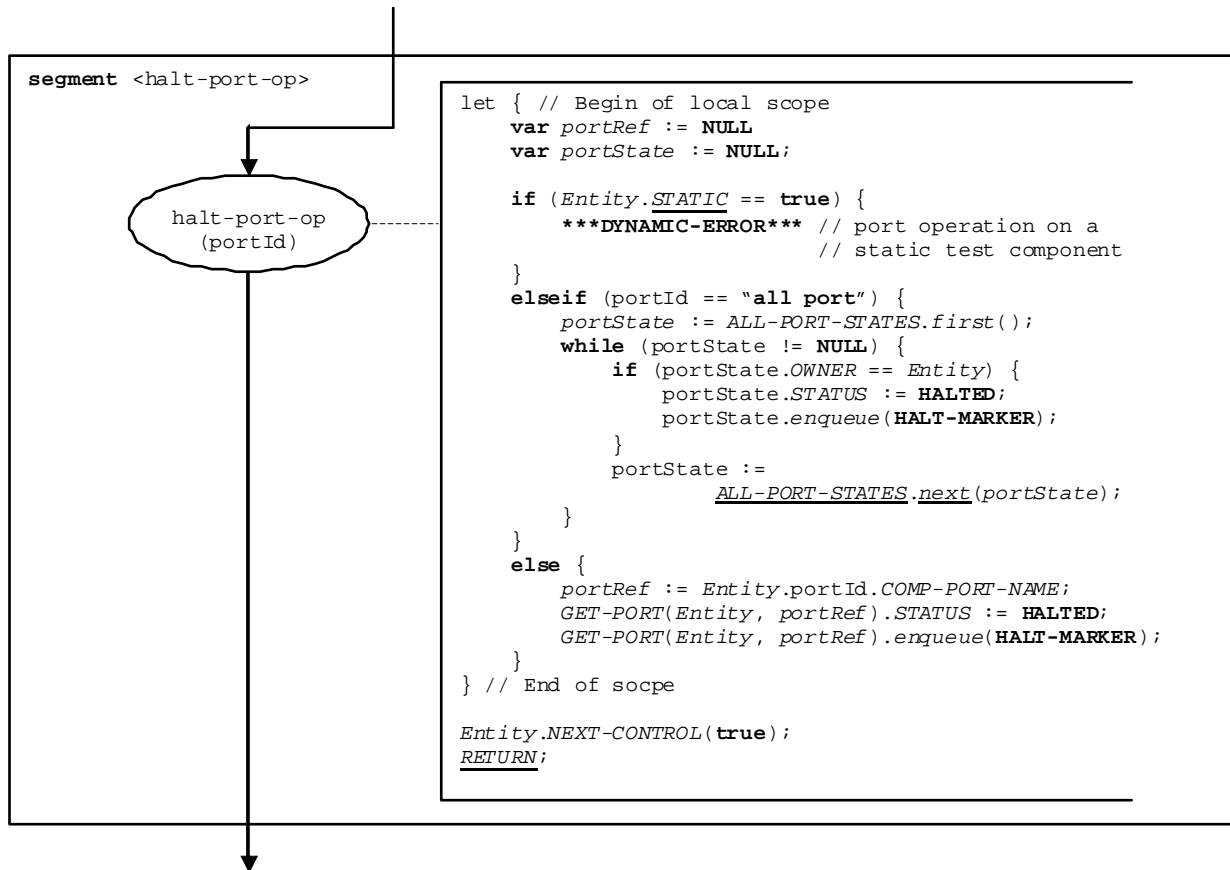 segment <halt-port-op>
halt-port-op
(portId)
let { // Begin of local scope
var portRef := NULL
var portState := NULL;
if (Entity.STATIC == true) {
***DYNAMIC-ERROR*** // port operation on a
// static test component
}
elseif (portId == “all port”) {
portState := ALL-PORT-STATES.first();
while (portState != NULL) {
if (portState.OWNER == Entity) {
portState.STATUS := HALTED;
portState.enqueue(HALT-MARKER);
}
portState :=
ALL-PORT-STATES.next(portState);
}
}
else {
portRef := Entity.portId.COMP-PORT-NAME;
GET-PORT(Entity, portRef).STATUS := HALTED;
GET-PORT(Entity, portRef).enqueue(HALT-MARKER);
}
} // End of socpe
Entity.NEXT-CONTROL(true);
RETURN;